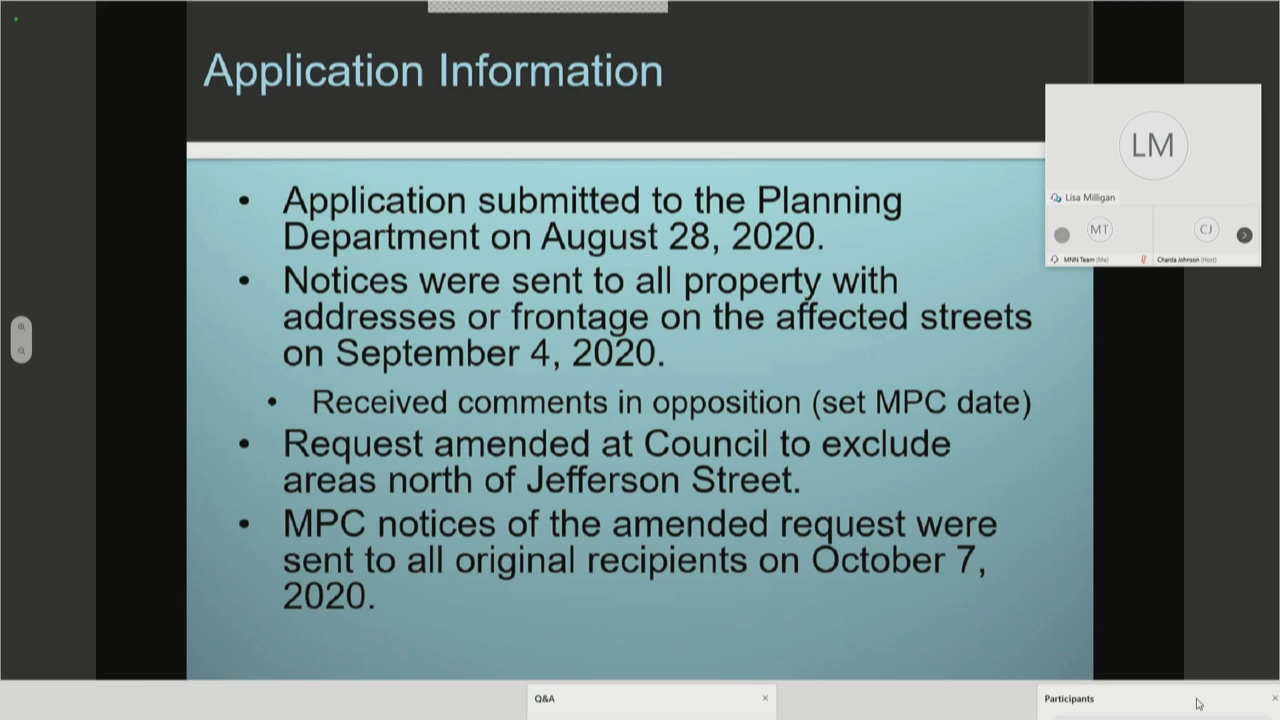 Application Information
LM
Lisa Milligan
MT
CJ
MNN Team (Me)
Charda Johnson (Host)
• Application submitted to the Planning
Department on August 28, 2020.
• Notices were sent to all property with
addresses or frontage on the affected streets
on September 4, 2020.
• Received comments in opposition (set MPC date)
• Request amended at Council to exclude
areas north of Jefferson Street.
• MPC notices of the amended request were
sent to all original recipients on October 7,
2020.
Q&A
Participants